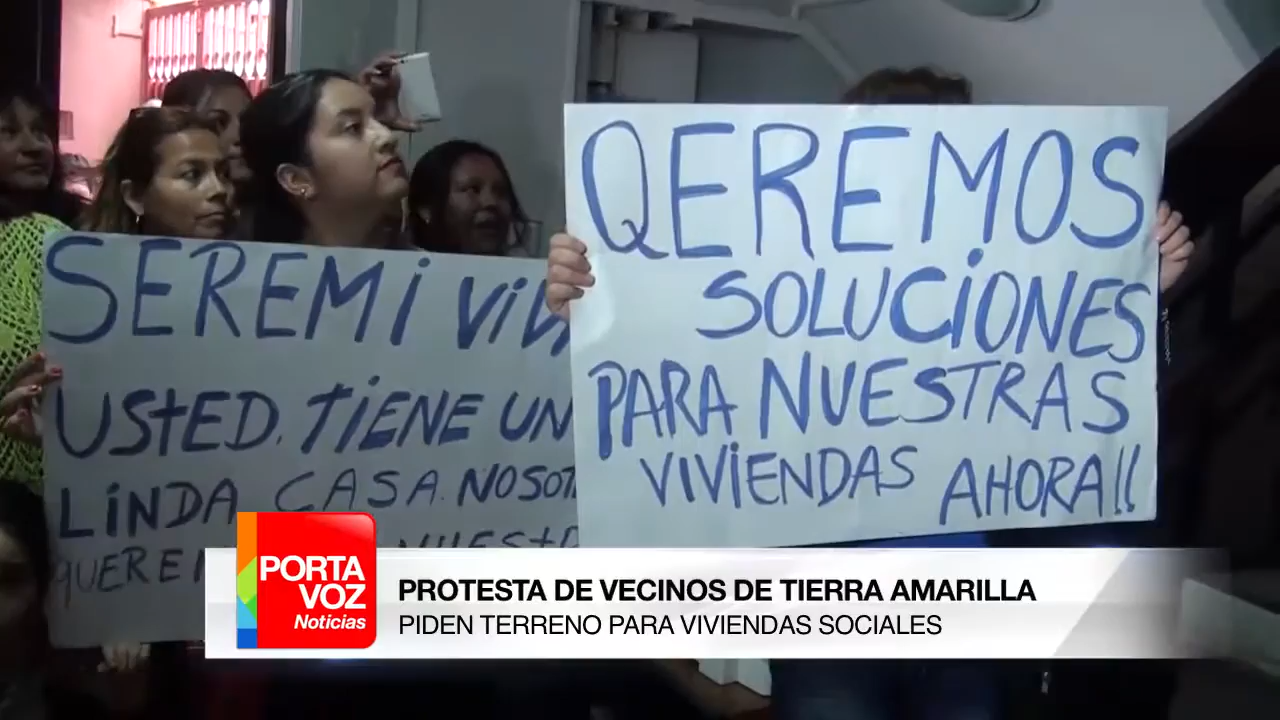 SEREMI
USTED. TIENE UN
LINDA CASA. NOSOT
QEREMOS
SOLUCIONES
PARA NUESTRAS
VIVIENDAS AHORA!!
PORTA
VOZ
Noticias
PROTESTA DE VECINOS DE TIERRA AMARILLA
PIDEN TERRENO PARA VIVIENDAS SOCIALES